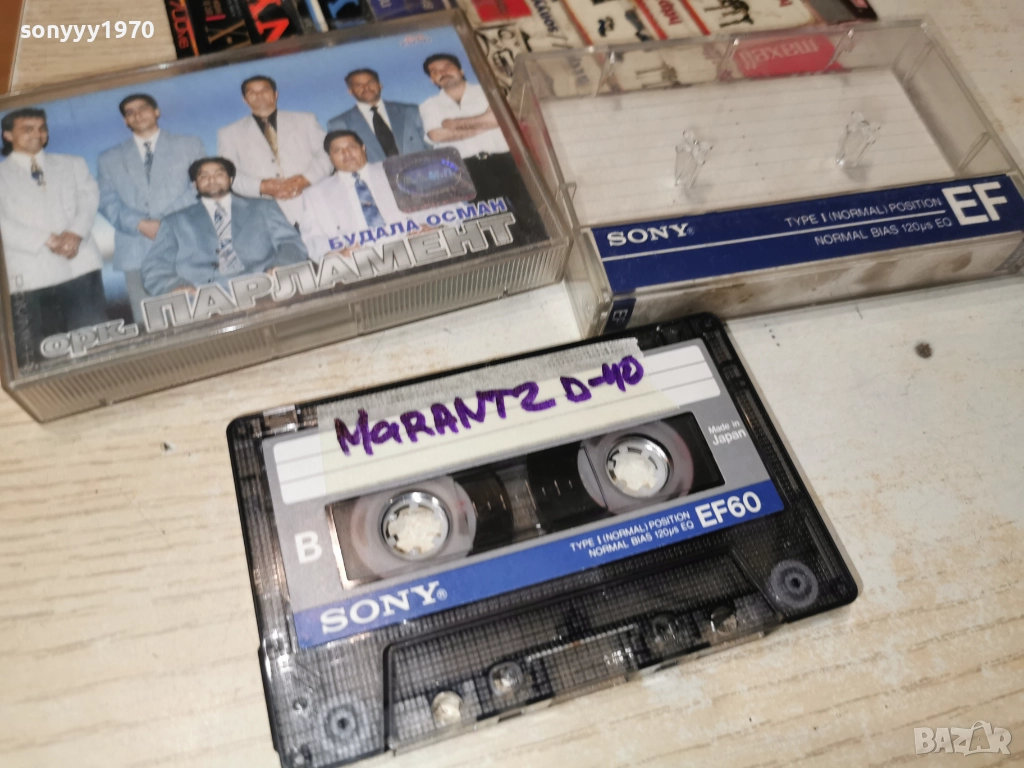 sonyyy1970
БУДАЛА ОСМАН
орк. ПАРЛАМЕНТ
maxell
SONY®
TYPE I (NORMAL) POSITION
NORMAL BIAS 120μs EQ
EF
MaRANTZ D-40
Made in
Japan
B
TYPE I (NORMAL) POSITION
NORMAL BIAS 120μs EQ
EF60
SONY®
BAZAR